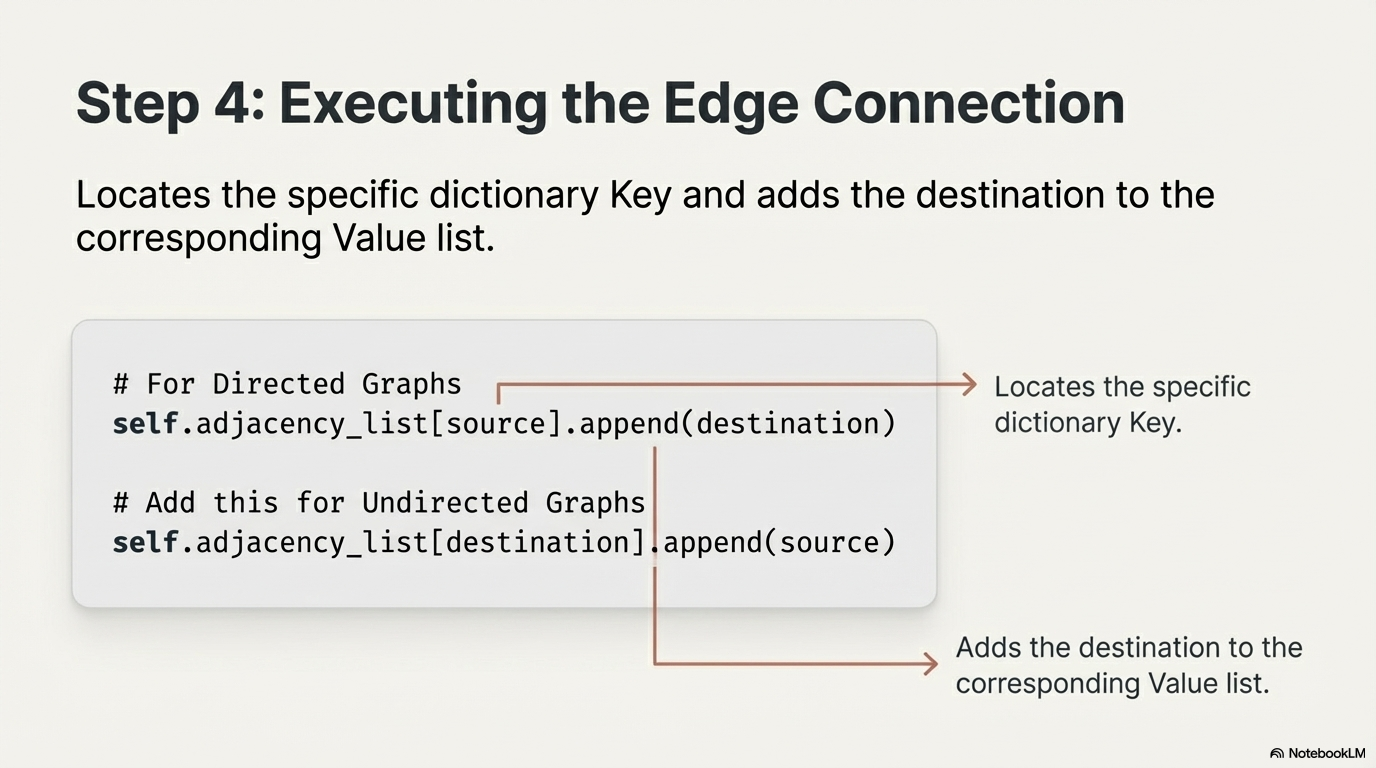 Step 4: Executing the Edge Connection
Locates the specific dictionary Key and adds the destination to the
corresponding Value list.
# For Directed Graphs
self.adjacency_list[source].append(destination)
# Add this for Undirected Graphs
self.adjacency_list[destination].append(source)
Locates the specific
dictionary Key.
Adds the destination to the
corresponding Value list.
NotebookLM